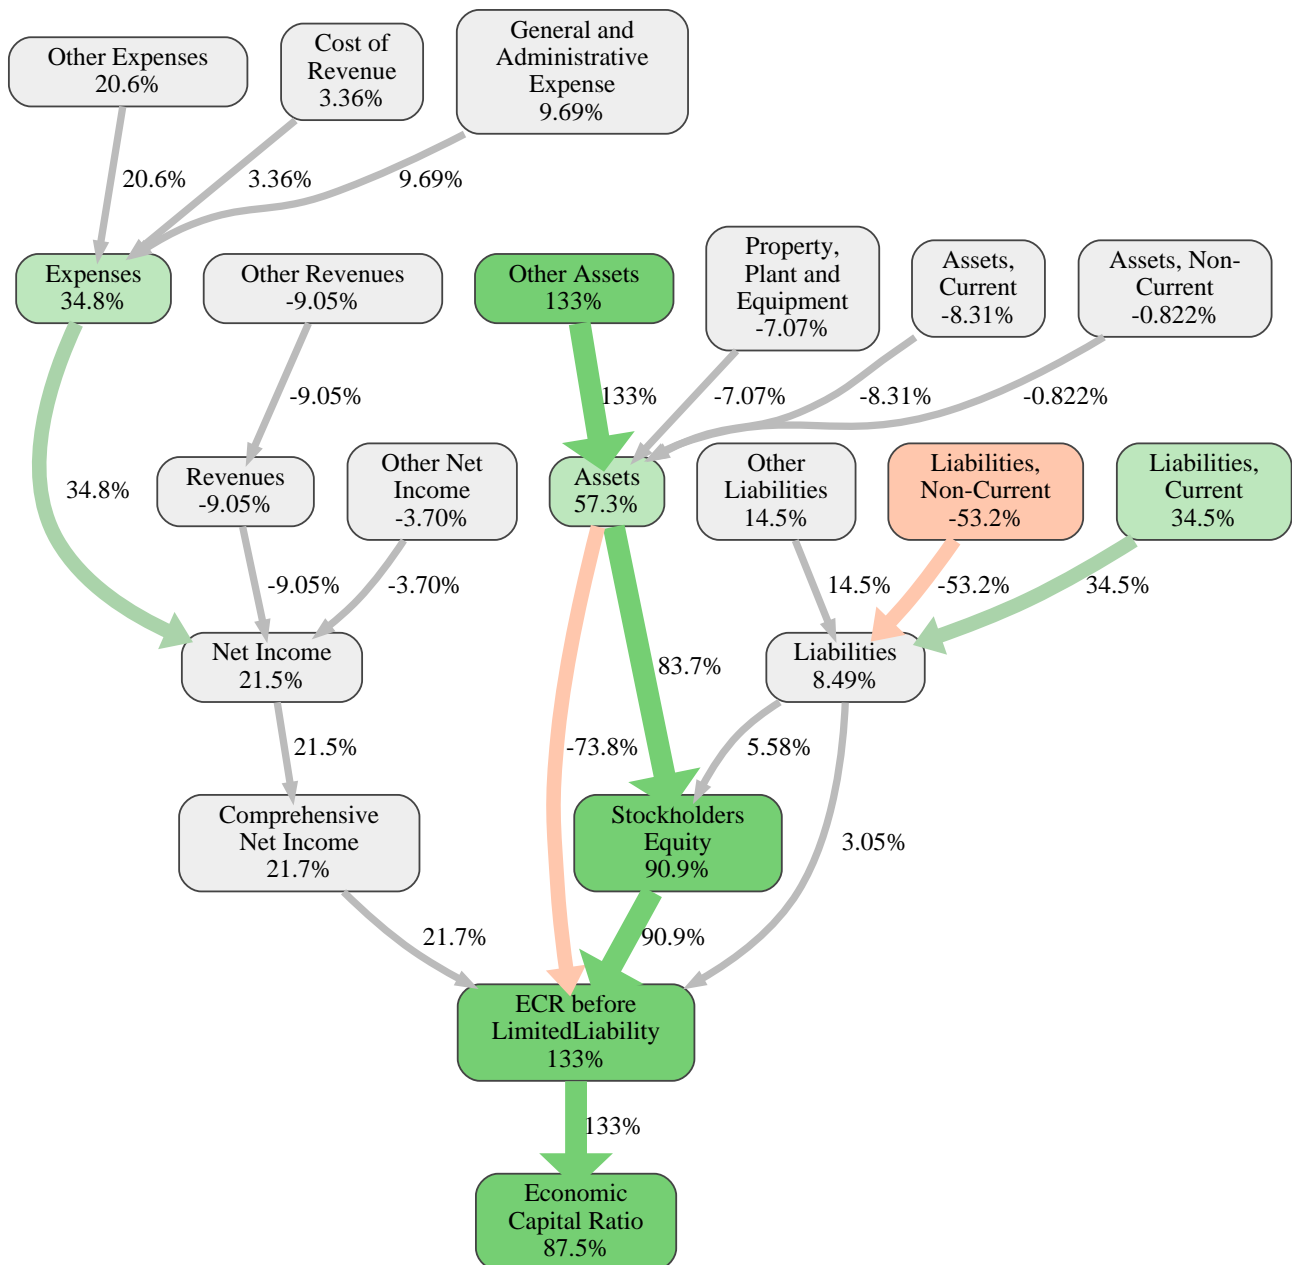 Other Expenses
20.6%
Cost of
Revenue
3.36%
General and
Administrative
Expense
9.69%
20.6%
3.36%
9.69%
Expenses
34.8%
Other Revenues
-9.05%
Other Assets
133%
Property,
Plant and
Equipment
-7.07%
Assets,
Current
-8.31%
Assets, Non-
Current
-0.822%
-9.05%
133%
-7.07%
-8.31%
-0.822%
34.8%
Revenues
-9.05%
Other Net
Income
-3.70%
Assets
57.3%
Other
Liabilities
14.5%
Liabilities,
Non-Current
-53.2%
Liabilities,
Current
34.5%
-9.05%
-3.70%
14.5%
-53.2%
34.5%
Net Income
21.5%
83.7%
Liabilities
8.49%
21.5%
-73.8%
5.58%
Comprehensive
Net Income
21.7%
Stockholders
Equity
90.9%
3.05%
21.7%
90.9%
ECR before
LimitedLiability
133%
133%
Economic
Capital Ratio
87.5%